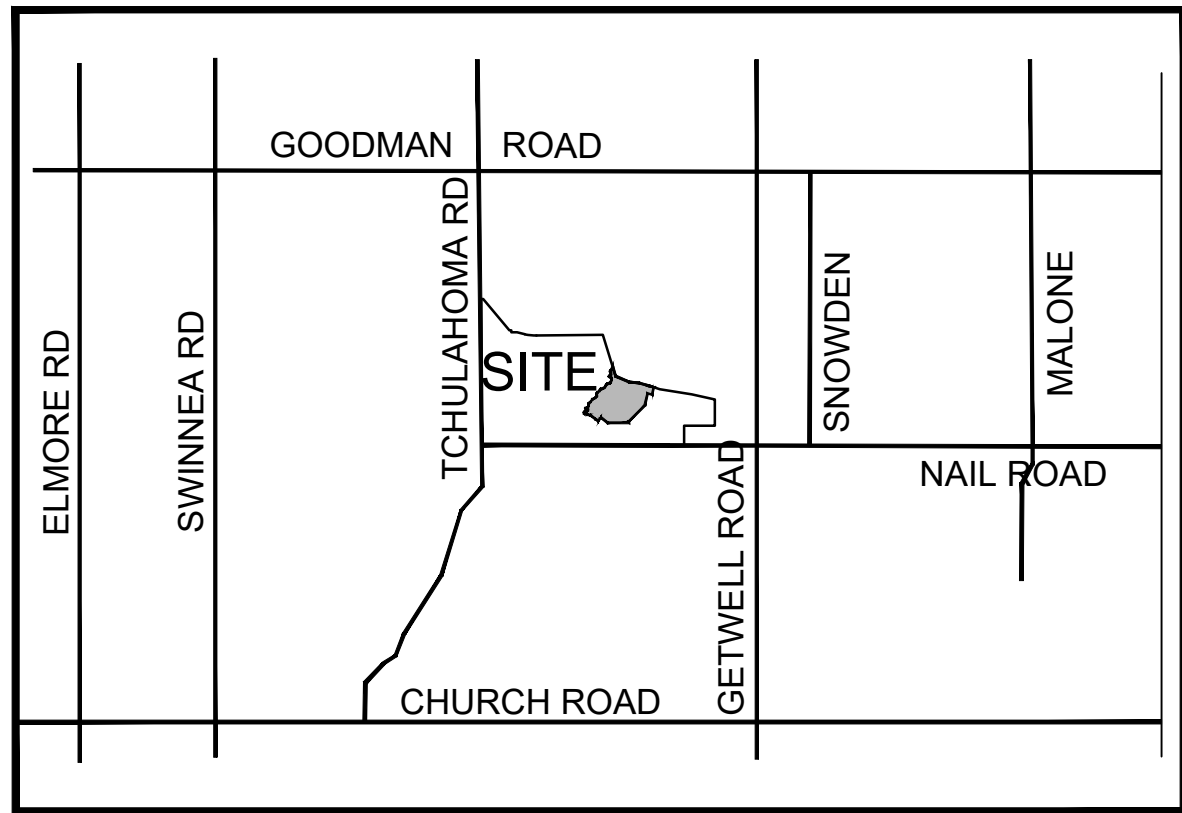 GOODMAN ROAD
TCHULAHOMA RD
SNOWDEN
MALONE
SWINNEA RD
ELMORE RD
SITE
GETWELL ROAD
NAIL ROAD
CHURCH ROAD